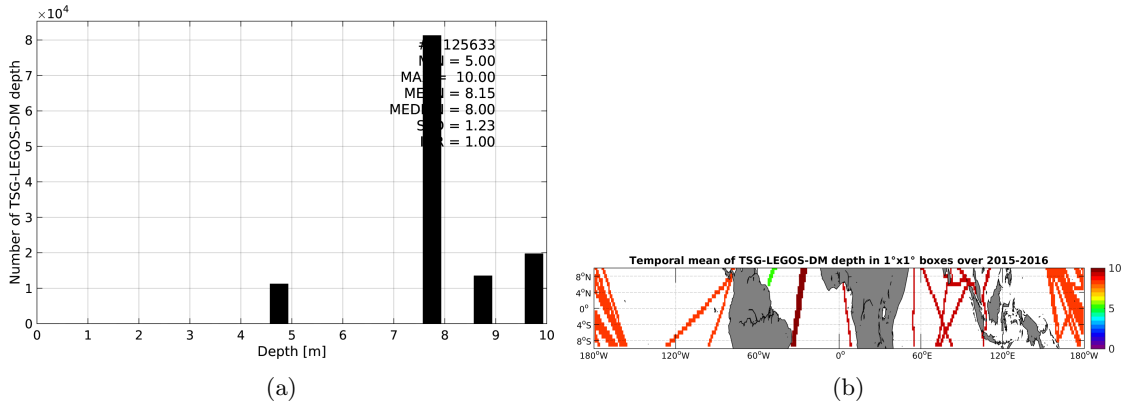 ×10⁴
8
7
6
5
4
3
2
1
0
Number of TSG-LEGOS-DM depth
125633
= 5.00
= 10.00
= 8.15
= 8.00
= 1.23
= 1.00
0 1 2 3 4 5 6 7 8 9 10
Depth [m]
(a)
Temporal mean of TSG-LEGOS-DM depth in 1°x1° boxes over 2015-2016
8°N
4°N
0°
4°S
8°S
180°W 120°W 60°W 0° 60°E 120°E 180°W
10
5
0
(b)